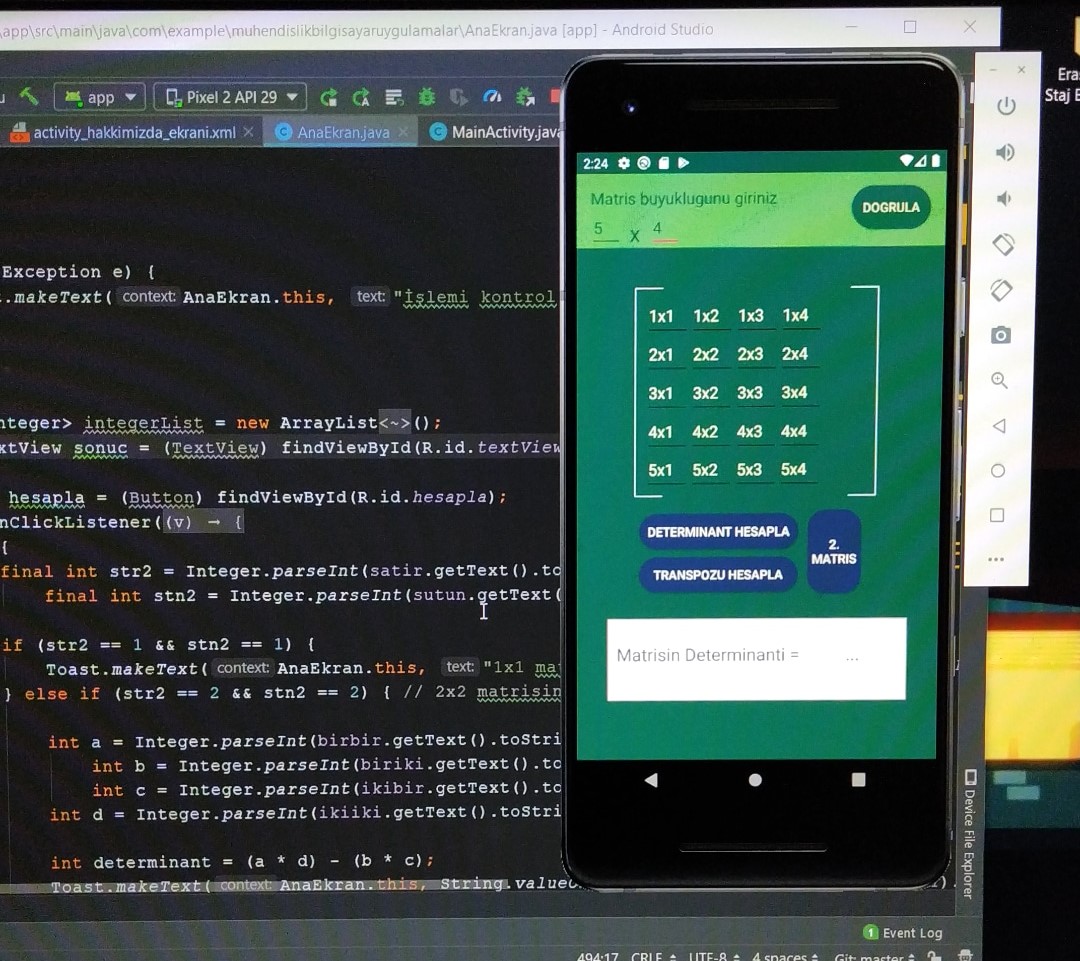 \app\src\main\java\com\example\muhendislikbilgisayaruygulamalar\AnaEkran.java [app] - Android Studio
app Pixel 2 API 29
activity_hakkimizda_ekrani.xml AnaEkran.java MainActivity.java
Exception e) {
.makeText( context: AnaEkran.this, text: "İslemi kontrol
nteger> integerList = new ArrayList<~>();
xtView sonuc = (TextView) findViewById(R.id.textView
hesapla = (Button) findViewById(R.id.hesapla);
nClickListener((v) → {
{
final int str2 = Integer.parseInt(satir.getText().to
final int stn2 = Integer.parseInt(sutun.getText(
if (str2 == 1 && stn2 == 1) {
Toast.makeText( context: AnaEkran.this, text: "1x1 ma
} else if (str2 == 2 && stn2 == 2) { // 2x2 matrisin
int a = Integer.parseInt(birbir.getText().toStri
int b = Integer.parseInt(biriki.getText().to
int c = Integer.parseInt(ikibir.getText().to
int d = Integer.parseInt(ikiiki.getText().toStri
int determinant = (a * d) - (b * c);
Toast.makeText( context: AnaEkran.this, String.valueO
2:24
Matris buyuklugunu giriniz
5 X 4
DOGRULA
1x1 1x2 1x3 1x4
2x1 2x2 2x3 2x4
3x1 3x2 3x3 3x4
4x1 4x2 4x3 4x4
5x1 5x2 5x3 5x4
DETERMINANT HESAPLA
TRANSPOZU HESAPLA
2.
MATRIS
Matrisin Determinanti = ...
Era
Staj
Device File Explorer
1 Event Log
494:17 CRLF UTF-8 4 spaces Git: master